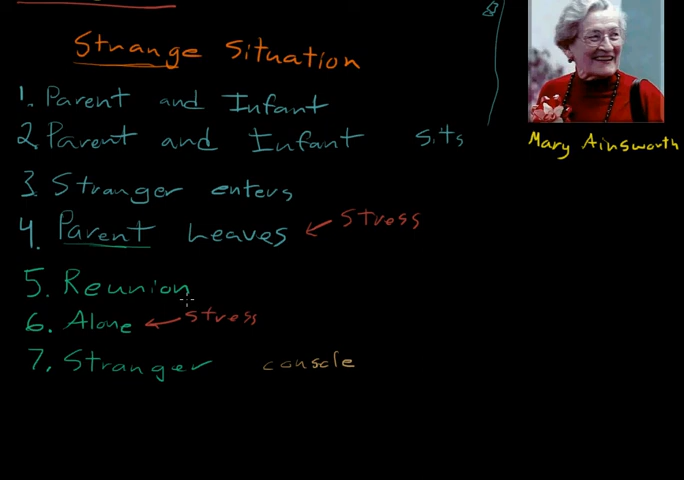 Strange Situation
1. Parent and Infant
2. Parent and Infant sits
3. Stranger enters
4. Parent Leaves ← Stress
5. Reunion
6. Alone ← Stress
7. Stranger console
Mary Ainsworth